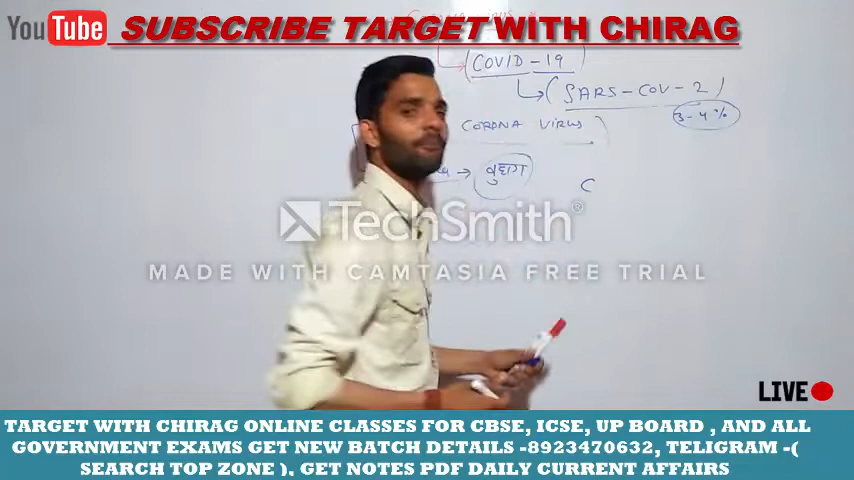 YouTube SUBSCRIBE TARGET WITH CHIRAG
COVID-19
(SARS-COV-2)
3-4%
CORONA VIRUS
→ वुहान
C
TechSmith®
MADE WITH CAMTASIA FREE TRIAL
LIVE
TARGET WITH CHIRAG ONLINE CLASSES FOR CBSE, ICSE, UP BOARD , AND ALL
GOVERNMENT EXAMS GET NEW BATCH DETAILS -8923470632, TELIGRAM -(
SEARCH TOP ZONE ), GET NOTES PDF DAILY CURRENT AFFAIRS